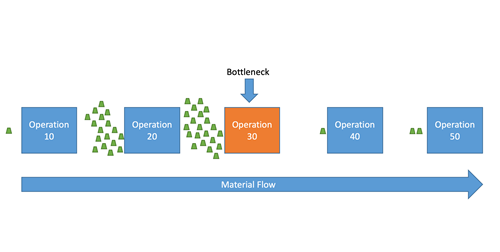 Bottleneck
Operation
10
Operation
20
Operation
30
Operation
40
Operation
50
Material Flow